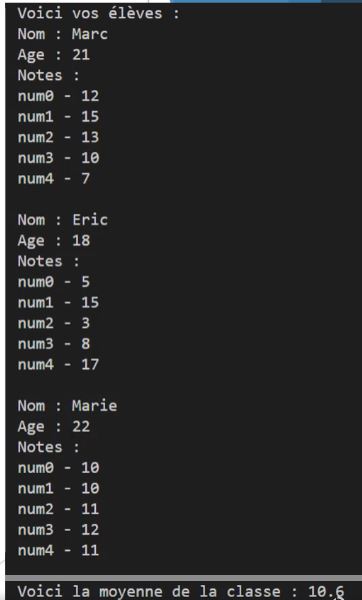 Voici vos élèves :
Nom : Marc
Age : 21
Notes :
num0 - 12
num1 - 15
num2 - 13
num3 - 10
num4 - 7
Nom : Eric
Age : 18
Notes :
num0 - 5
num1 - 15
num2 - 3
num3 - 8
num4 - 17
Nom : Marie
Age : 22
Notes :
num0 - 10
num1 - 10
num2 - 11
num3 - 12
num4 - 11
Voici la moyenne de la classe : 10.6